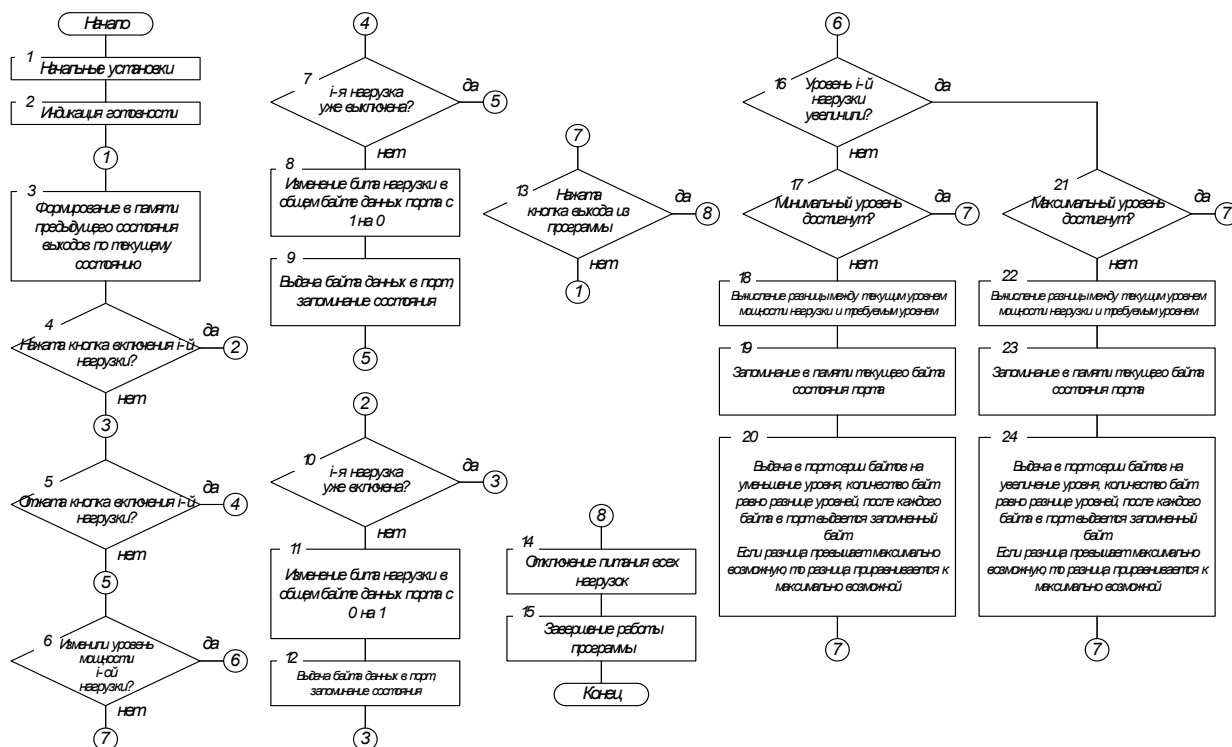 Начало
1
Начальные установки
2
Индикация готовности
1
3
Формирование в памяти
предыдущего состояния
выходов по текущему
состоянию
4
Нажата кнопка включения i-й
нагрузки?
да
2
нет
3
5
Отжата кнопка включения i-й
нагрузки?
да
4
нет
5
6
Изменили уровень
мощности
i-ой
нагрузки?
да
6
нет
7
4
7
i-я нагрузка
уже выключена?
да
5
нет
8
Изменение бита нагрузки в
общем байте данных порта с
1 на 0
9
Выдача байта данных в порт,
запоминание состояния
5
2
10
i-я нагрузка
уже включена?
да
3
нет
11
Изменение бита нагрузки в
общем байте данных порта с
0 на 1
12
Выдача байта данных в порт,
запоминание состояния
3
7
13
Нажата
кнопка выхода из
программы
да
8
нет
1
8
14
Отключение питания всех
нагрузок
15
Завершение работы
программы
Конец
6
16
Уровень i-й
нагрузки
увеличили?
да
нет
17
Минимальный уровень
достигнут?
да
7
нет
18
Вычисление разницы между текущим уровнем
мощности нагрузки и требуемым уровнем
19
Запоминание в памяти текущего байта
состояния порта
20
Выдача в порт серии байтов на
уменьшение уровня, количество байт
равно разнице уровней, после каждого
байта в порт выдается запомненный
байт.
Если разница превышает максимально
возможную, то разница приравнивается к
максимально возможной
7
21
Максимальный уровень
достигнут?
да
7
нет
22
Вычисление разницы между текущим уровнем
мощности нагрузки и требуемым уровнем
23
Запоминание в памяти текущего байта
состояния порта
24
Выдача в порт серии байтов на
увеличение уровня, количество байт
равно разнице уровней, после каждого
байта в порт выдается запомненный
байт.
Если разница превышает максимально
возможную, то разница приравнивается к
максимально возможной
7